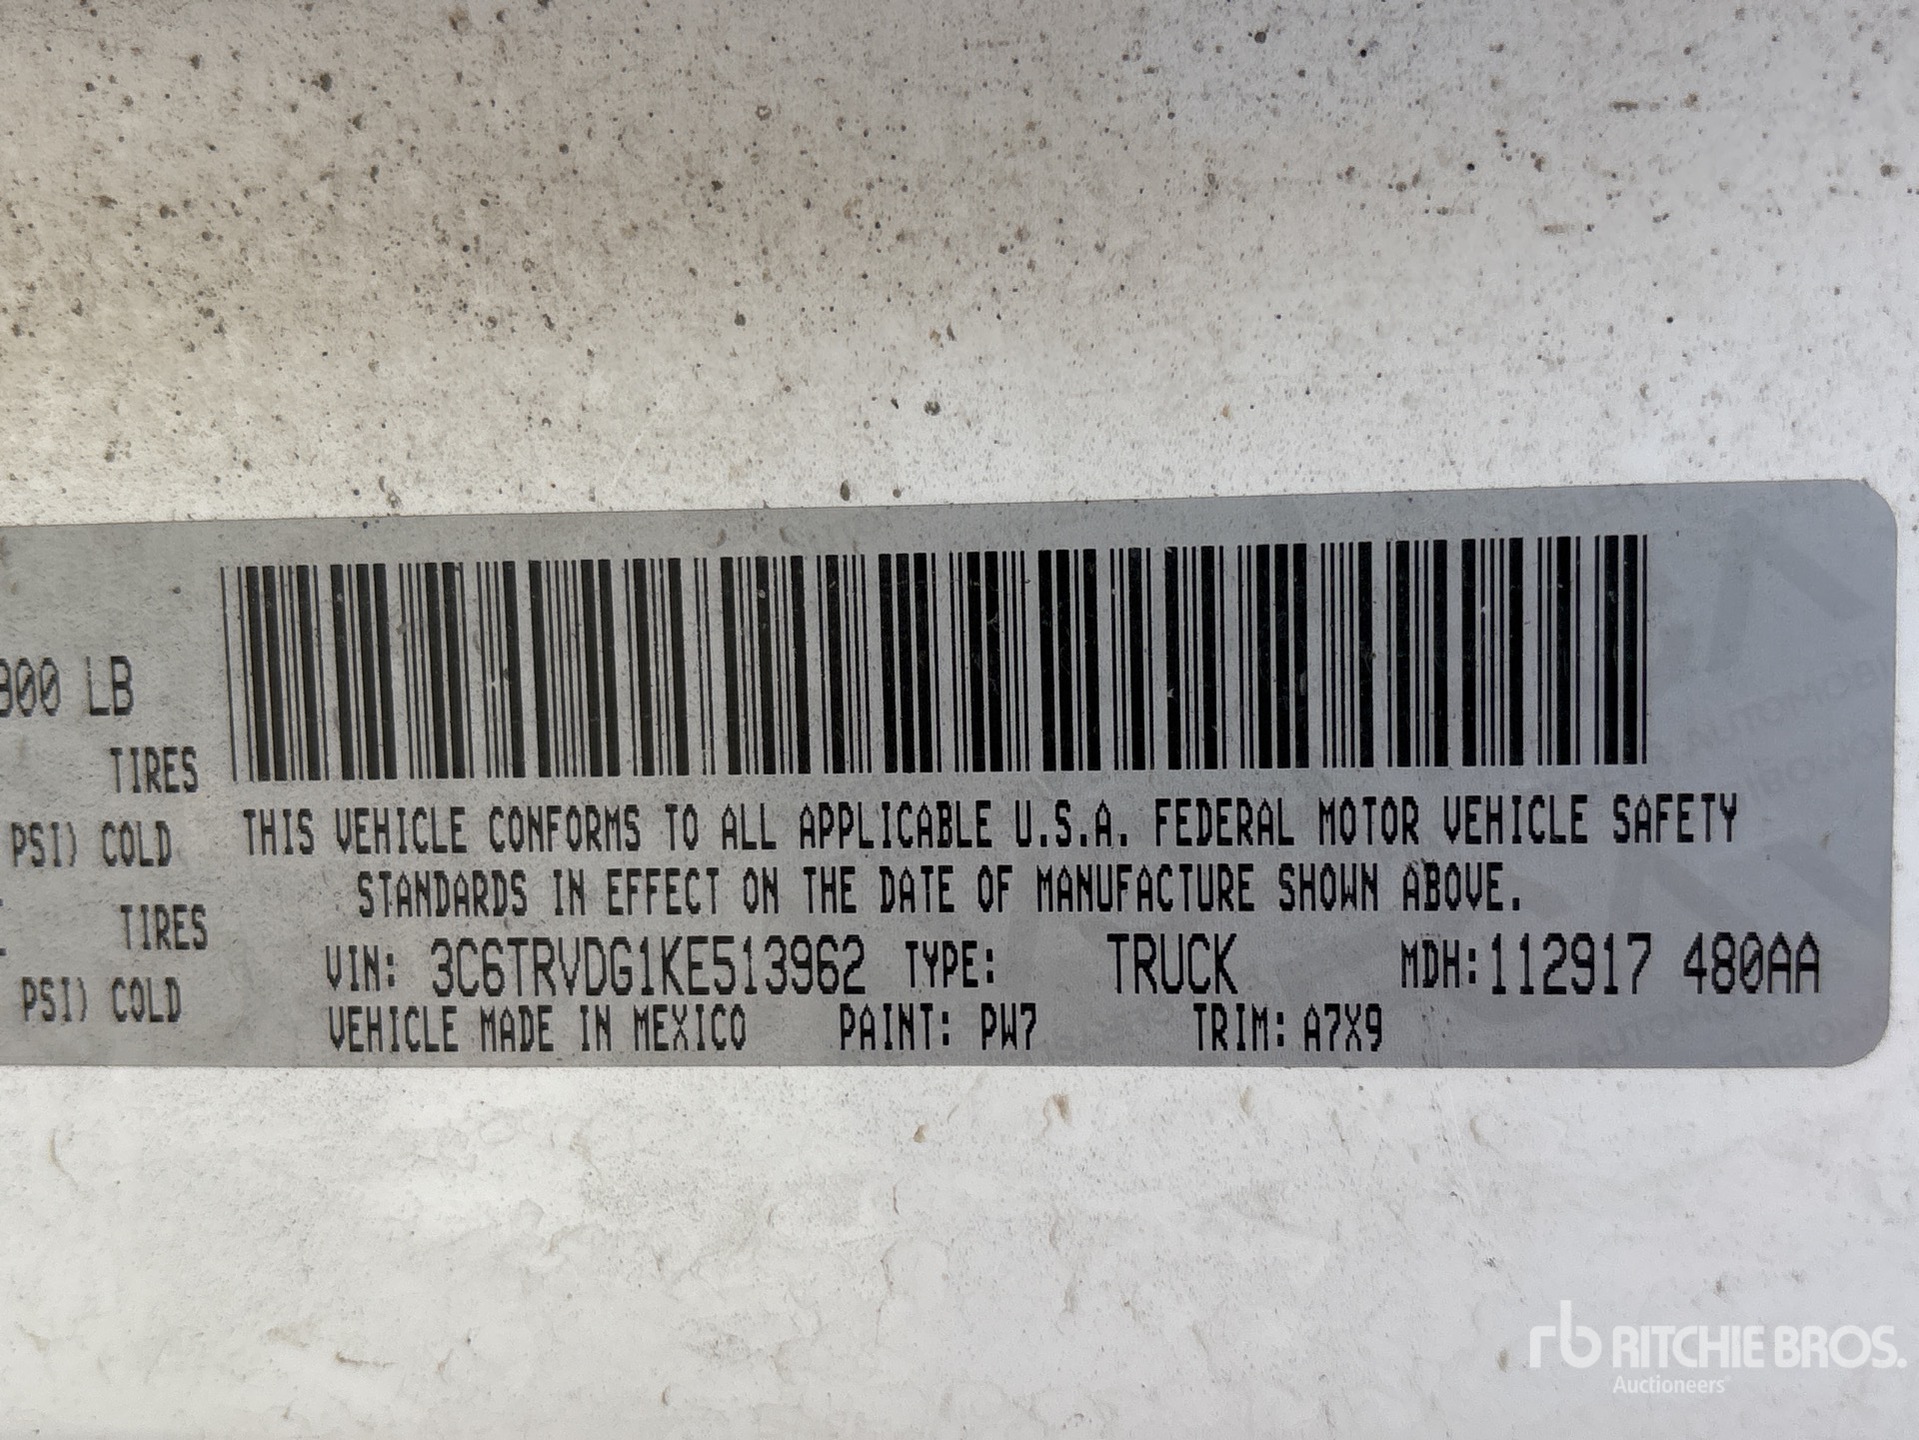 900 LB
TIRES
PSI) COLD
TIRES
PSI) COLD
THIS VEHICLE CONFORMS TO ALL APPLICABLE U.S.A. FEDERAL MOTOR VEHICLE SAFETY
STANDARDS IN EFFECT ON THE DATE OF MANUFACTURE SHOWN ABOVE.
VIN: 3C6TRVDG1KE513962 TYPE: TRUCK MDH:112917 480AA
VEHICLE MADE IN MEXICO PAINT: PW7 TRIM: A7X9
rb RITCHIE BROS.
Auctioneers